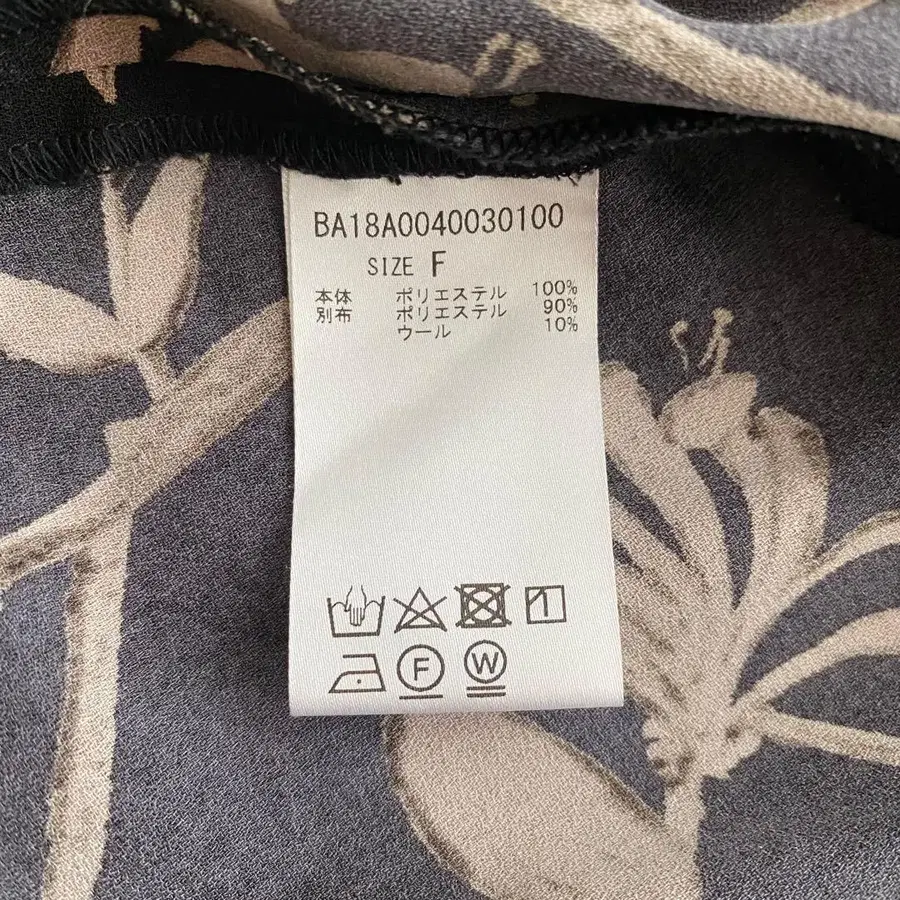 BA18A0040030100
SIZE F
本体 ポリエステル 100%
別布 ポリエステル 90%
ウール 10%
F W